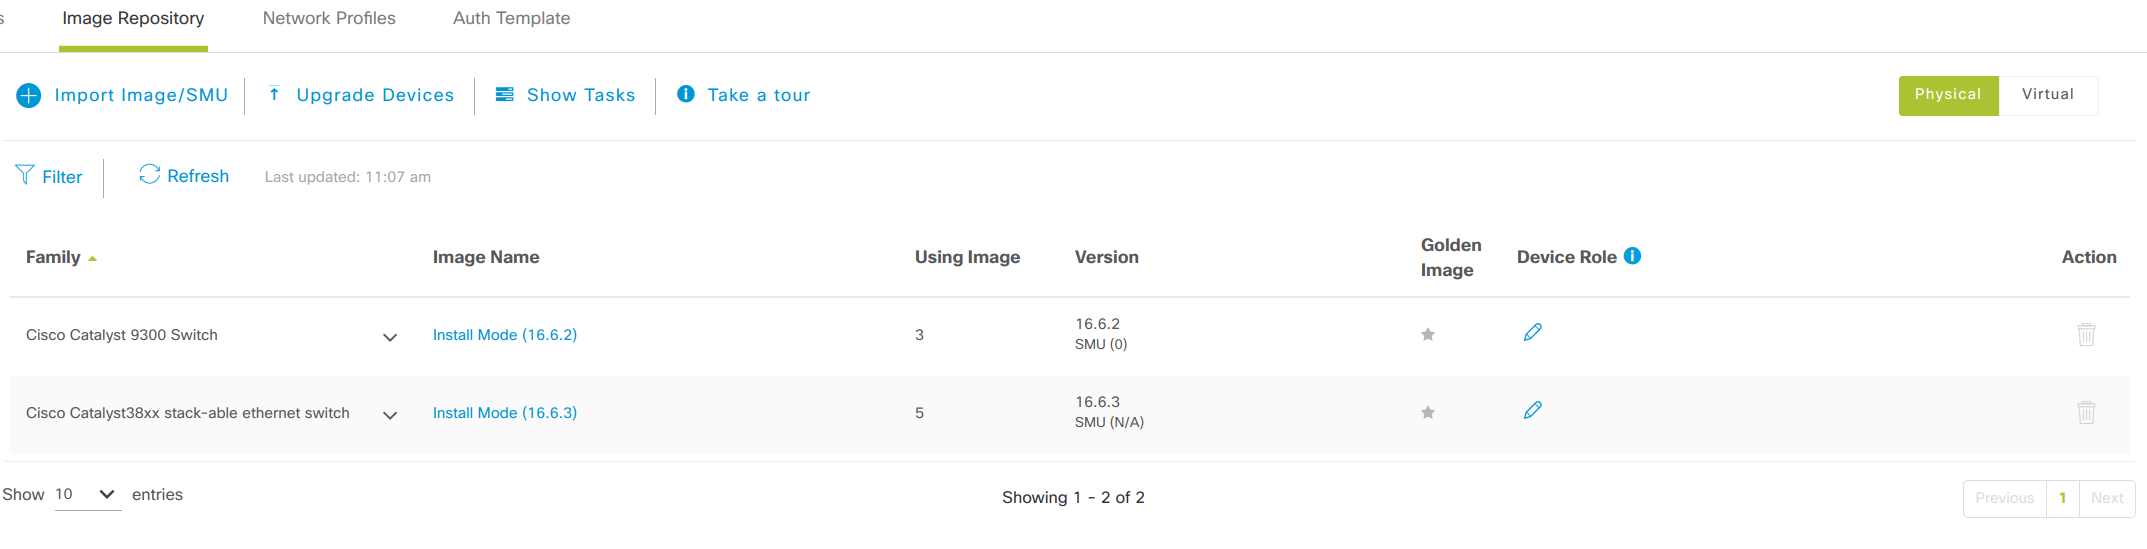 s Image Repository Network Profiles Auth Template
Import Image/SMU Upgrade Devices Show Tasks Take a tour Physical Virtual
Filter Refresh Last updated: 11:07 am
Family Image Name Using Image Version Golden Image Device Role Action
Cisco Catalyst 9300 Switch Install Mode (16.6.2) 3 16.6.2
SMU (0)
Cisco Catalyst38xx stack-able ethernet switch Install Mode (16.6.3) 5 16.6.3
SMU (N/A)
Show 10 entries Showing 1 - 2 of 2 Previous 1 Next